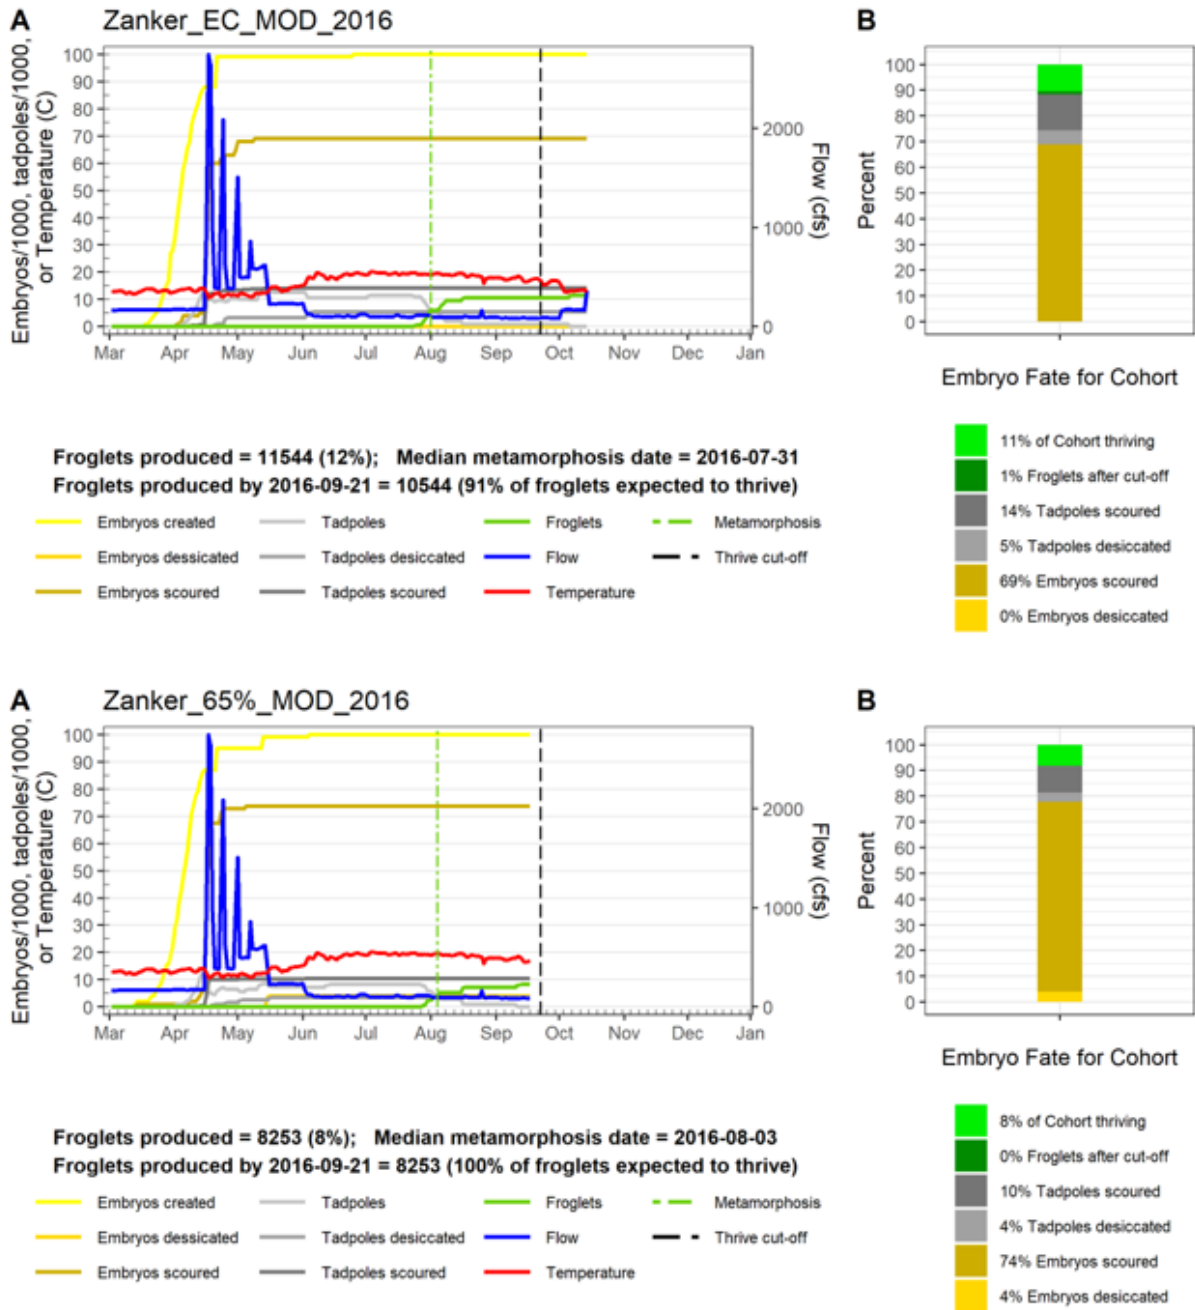 A Zanker_EC_MOD_2016 B
Embryos/1000, tadpoles/1000,
or Temperature (C)
100
90
80
70
60
50
40
30
20
10
0
2000
1000
0
Flow (cfs)
Mar Apr May Jun Jul Aug Sep Oct Nov Dec Jan
Percent
100
90
80
70
60
50
40
30
20
10
0
Embryo Fate for Cohort
Froglets produced = 11544 (12%); Median metamorphosis date = 2016-07-31
Froglets produced by 2016-09-21 = 10544 (91% of froglets expected to thrive)
Embryos created Tadpoles Froglets Metamorphosis
Embryos dessicated Tadpoles desiccated Flow Thrive cut-off
Embryos scoured Tadpoles scoured Temperature
11% of Cohort thriving
1% Froglets after cut-off
14% Tadpoles scoured
5% Tadpoles desiccated
69% Embryos scoured
0% Embryos desiccated
A Zanker_65%_MOD_2016 B
Embryos/1000, tadpoles/1000,
or Temperature (C)
100
90
80
70
60
50
40
30
20
10
0
2000
1000
0
Flow (cfs)
Mar Apr May Jun Jul Aug Sep Oct Nov Dec Jan
Percent
100
90
80
70
60
50
40
30
20
10
0
Embryo Fate for Cohort
Froglets produced = 8253 (8%); Median metamorphosis date = 2016-08-03
Froglets produced by 2016-09-21 = 8253 (100% of froglets expected to thrive)
Embryos created Tadpoles Froglets Metamorphosis
Embryos dessicated Tadpoles desiccated Flow Thrive cut-off
Embryos scoured Tadpoles scoured Temperature
8% of Cohort thriving
0% Froglets after cut-off
10% Tadpoles scoured
4% Tadpoles desiccated
74% Embryos scoured
4% Embryos desiccated